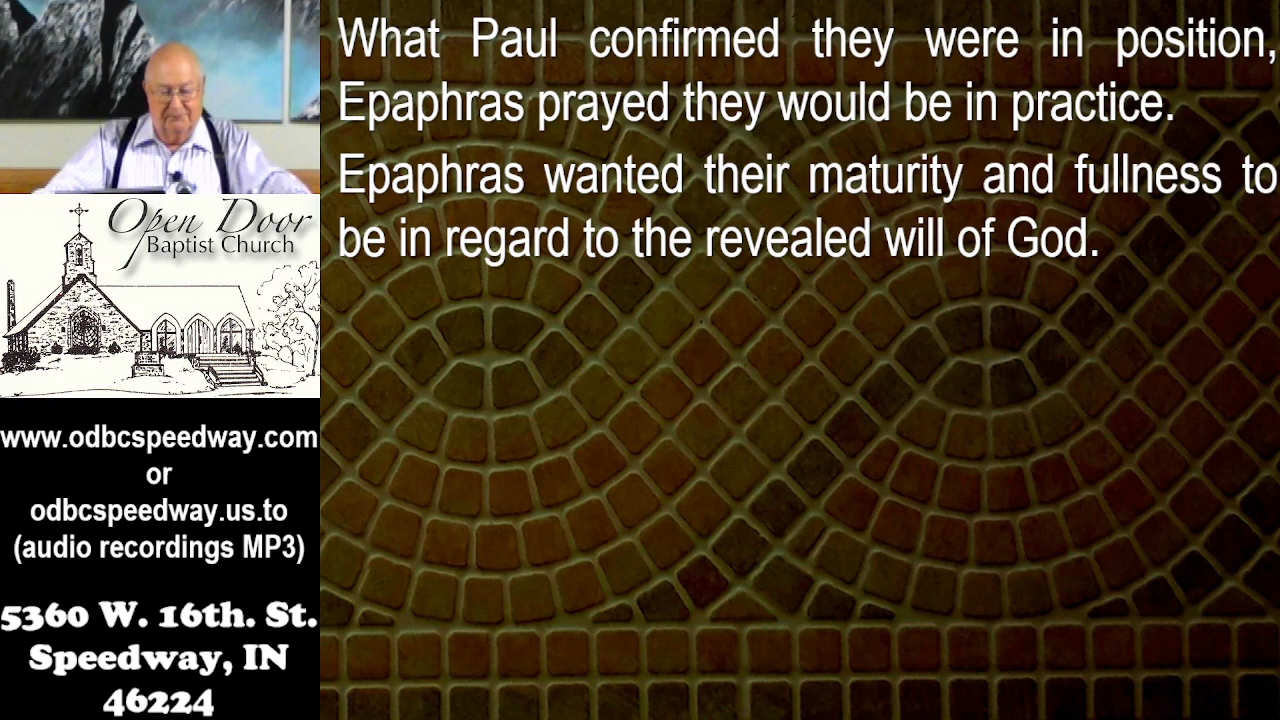 What Paul confirmed they were in position,
Epaphras prayed they would be in practice.
Epaphras wanted their maturity and fullness to
be in regard to the revealed will of God.
Open Door
Baptist Church
www.odbcspeedway.com
or
odbcspeedway.us.to
(audio recordings MP3)
5360 W. 16th. St.
Speedway, IN
46224